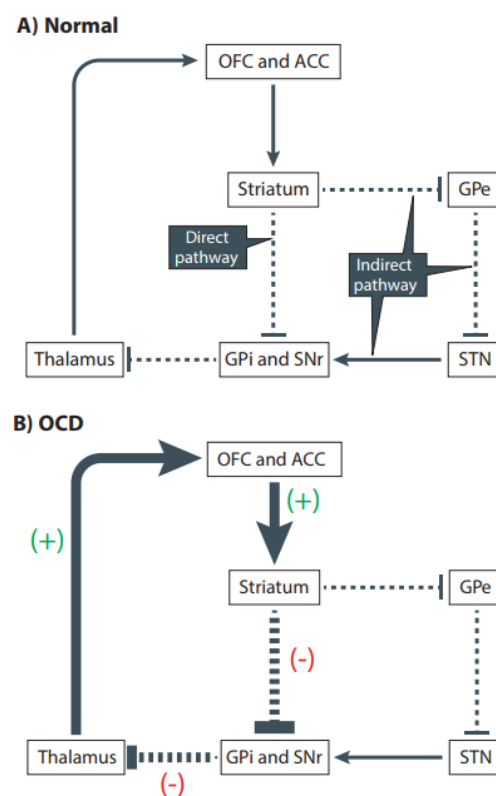 A) Normal
OFC and ACC
Striatum
GPe
Direct
pathway
Indirect
pathway
Thalamus
GPi and SNr
STN
B) OCD
OFC and ACC
(+)
(+)
Striatum
GPe
(-)
Thalamus
GPi and SNr
STN
(-)